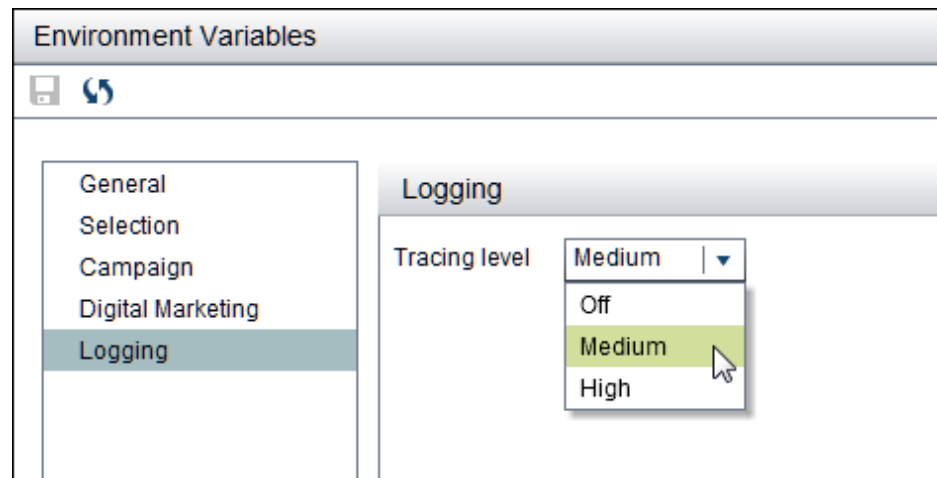 Environment Variables
General
Selection
Campaign
Digital Marketing
Logging
Logging
Tracing level Medium
Off
Medium
High